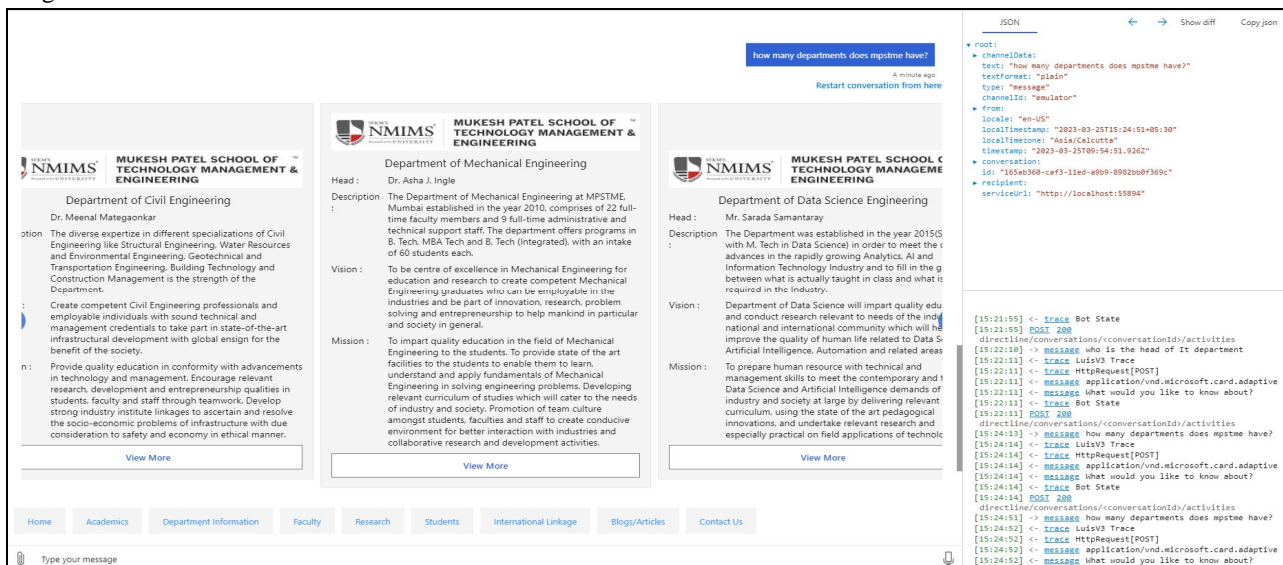 how many departments does mpstme have?
A minute ago
Restart conversation from here
SVKM'S
NMIMS
MUKESH PATEL SCHOOL OF
TECHNOLOGY MANAGEMENT &
ENGINEERING
Department of Civil Engineering
Dr. Meenal Mategaonkar
The diverse expertize in different specializations of Civil
Engineering like Structural Engineering, Water Resources
and Environmental Engineering, Geotechnical and
Transportation Engineering, Building Technology and
Construction Management is the strength of the
Department.
Create competent Civil Engineering professionals and
employable individuals with sound technical and
management credentials to take part in state-of-the-art
infrastructural development with global ensign for the
benefit of the society.
Provide quality education in conformity with advancements
in technology and management. Encourage relevant
research, development and entrepreneurship qualities in
students, faculty and staff through teamwork. Develop
strong industry institute linkages to ascertain and resolve
the socio-economic problems of infrastructure with due
consideration to safety and economy in ethical manner.
View More
SVKM'S
NMIMS
MUKESH PATEL SCHOOL OF ™
TECHNOLOGY MANAGEMENT &
ENGINEERING
Department of Mechanical Engineering
Head : Dr. Asha J. Ingle
Description : The Department of Mechanical Engineering at MPSTME,
Mumbai established in the year 2010, comprises of 22 full-
time faculty members and 9 full-time administrative and
technical support staff. The department offers programs in
B. Tech, MBA Tech and B. Tech (Integrated), with an intake
of 60 students each.
Vision : To be centre of excellence in Mechanical Engineering for
education and research to create competent Mechanical
Engineering graduates who can be employable in the
industries and be part of innovation, research, problem
solving and entrepreneurship to help mankind in particular
and society in general.
Mission : To impart quality education in the field of Mechanical
Engineering to the students. To provide state of the art
facilities to the students to enable them to learn,
understand and apply fundamentals of Mechanical
Engineering in solving engineering problems. Developing
relevant curriculum of studies which will cater to the needs
of industry and society. Promotion of team culture
amongst students, faculties and staff to create conducive
environment for better interaction with industries and
collaborative research and development activities.
View More
SVKM'S
NMIMS
MUKESH PATEL SCHOOL
TECHNOLOGY MANAGEME
ENGINEERING
Department of Data Science Engineering
Head : Mr. Sarada Samantaray
Description : The Department was established in the year 2015(S
with M. Tech in Data Science) in order to meet the
advances in the rapidly growing Analytics, AI and
Information Technology Industry and to fill in the g
between what is actually taught in class and what is
required in the Industry.
Vision : Department of Data Science will impart quality edu
and conduct research relevant to needs of the
national and international community which will he
improve the quality of human life related to Data
Artificial Intelligence, Automation and related areas
Mission : To prepare human resource with technical and
management skills to meet the contemporary and
Data Science and Artificial Intelligence demands of
industry and society at large by delivering relevant
curriculum, using the state of the art pedagogical
innovations, and undertake relevant research and
especially practical on field applications of technolo
View More
Home Academics Department Information Faculty Research Students International Linkage Blogs/Articles Contact Us
Type your message
JSON ← → Show diff Copy json
▼ root:
▶ channelData:
text: "how many departments does mpstme have?"
textFormat: "plain"
type: "message"
channelId: "emulator"
▶ from:
locale: "en-US"
localTimestamp: "2023-03-25T15:24:51+05:30"
localTimezone: "Asia/Calcutta"
timestamp: "2023-03-25T09:54:51.926Z"
▶ conversation:
id: "165ab360-caf3-11ed-a9b9-8982bb0f369c"
▶ recipient:
serviceUrl: "http://localhost:55894"
[15:21:55] <- trace Bot State
[15:21:55] POST 200
directline/conversations/<conversationId>/activities
[15:22:10] -> message who is the head of It department
[15:22:11] <- trace LuisV3 Trace
[15:22:11] <- trace HttpRequest[POST]
[15:22:11] <- message application/vnd.microsoft.card.adaptive
[15:22:11] <- message What would you like to know about?
[15:22:11] <- trace Bot State
[15:22:11] POST 200
directline/conversations/<conversationId>/activities
[15:24:13] -> message how many departments does mpstme have?
[15:24:14] <- trace LuisV3 Trace
[15:24:14] <- trace HttpRequest[POST]
[15:24:14] <- message application/vnd.microsoft.card.adaptive
[15:24:14] <- message What would you like to know about?
[15:24:14] <- trace Bot State
[15:24:14] POST 200
directline/conversations/<conversationId>/activities
[15:24:51] -> message how many departments does mpstme have?
[15:24:52] <- trace LuisV3 Trace
[15:24:52] <- trace HttpRequest[POST]
[15:24:52] <- message application/vnd.microsoft.card.adaptive
[15:24:52] <- message What would you like to know about?